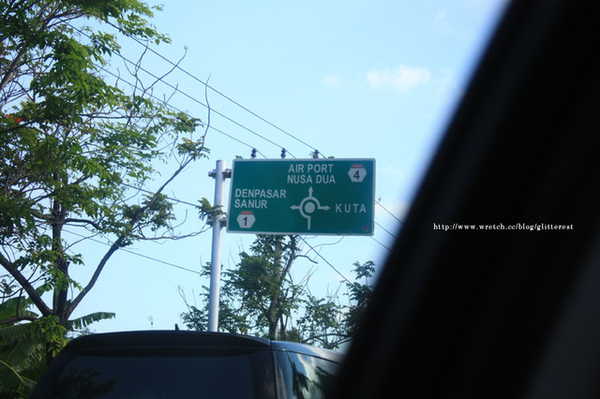 AIR PORT
NUSA DUA
4
DENPASAR
SANUR
1
KUTA
http://www.wretch.cc/blog/glitterest